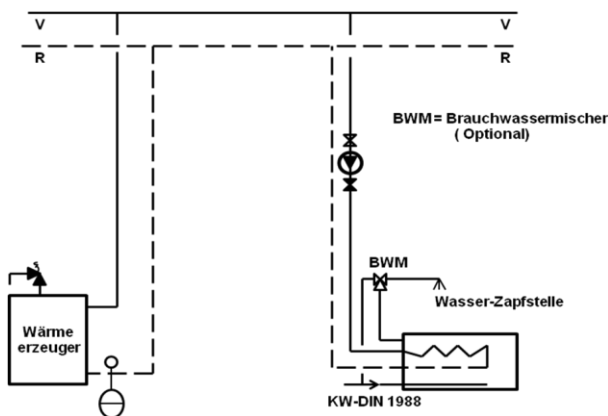 V
V
R
R
BWM = Brauchwassermischer
( Optional)
s
BWM
Wasser-Zapfstelle
Wärme
erzeuger
KW-DIN 1988